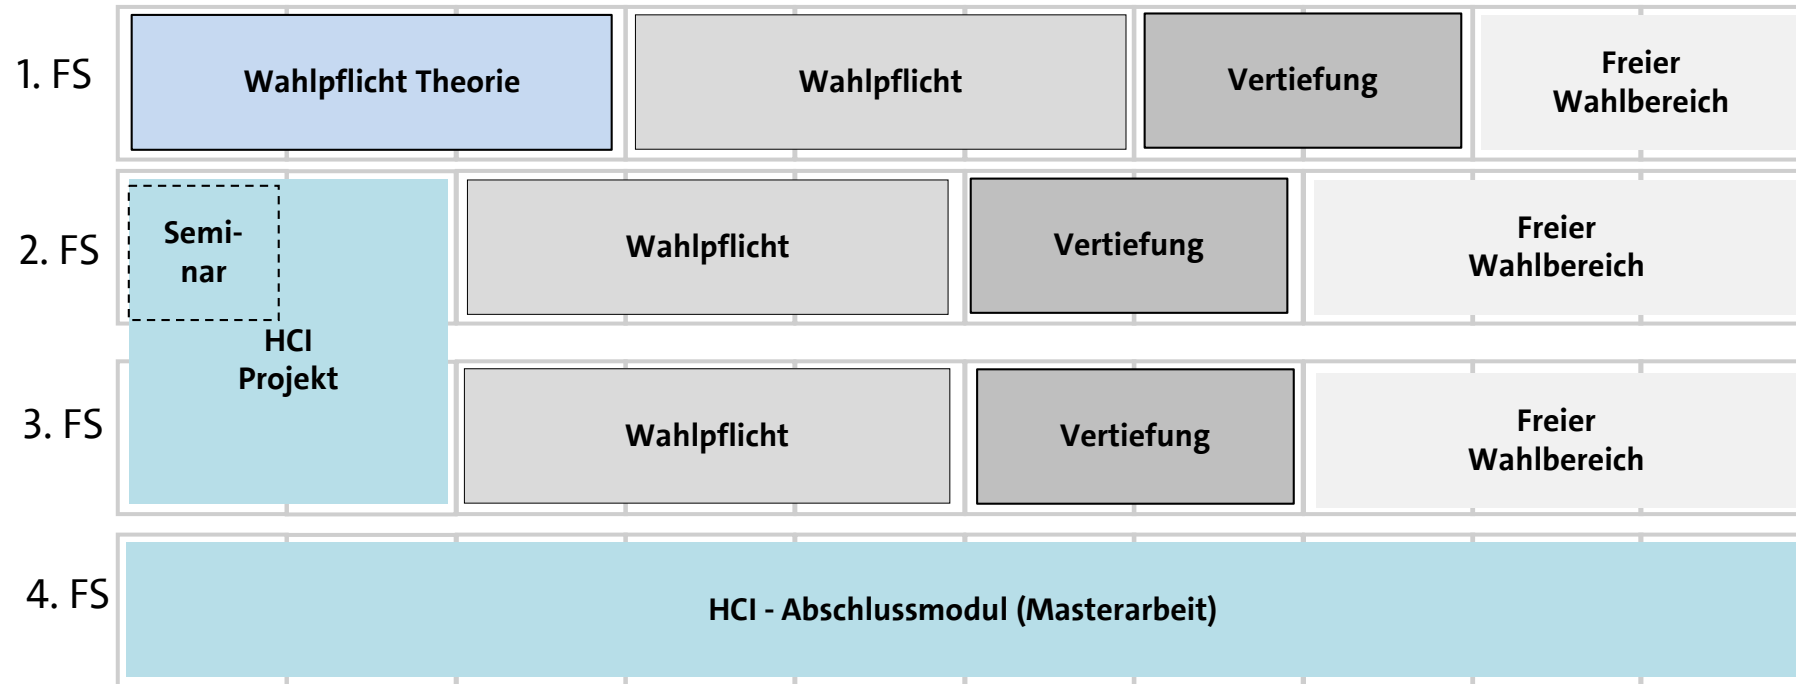 1. FS
Wahlpflicht Theorie
Wahlpflicht
Vertiefung
Freier
Wahlbereich
2. FS
Semi-
nar
HCI
Projekt
Wahlpflicht
Vertiefung
Freier
Wahlbereich
3. FS
Wahlpflicht
Vertiefung
Freier
Wahlbereich
4. FS
HCI - Abschlussmodul (Masterarbeit)